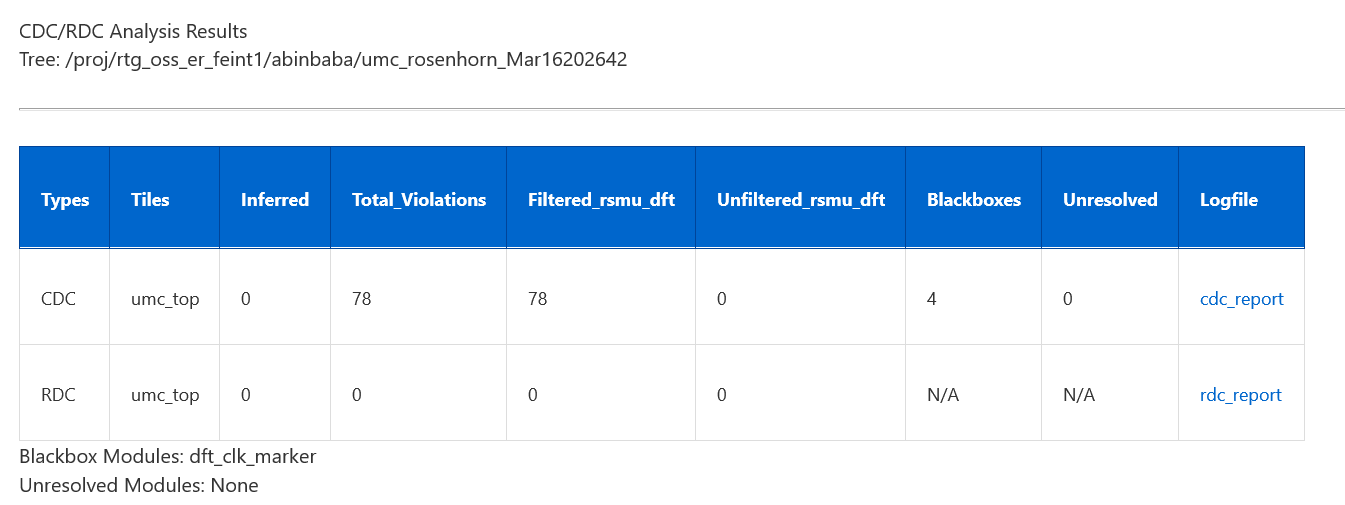 CDC/RDC Analysis Results
Tree: /proj/rtg_oss_er_feint1/abinbaba/umc_rosenhorn_Mar16202642
Types Tiles Inferred Total_Violations Filtered_rsmu_dft Unfiltered_rsmu_dft Blackboxes Unresolved Logfile
CDC umc_top 0 78 78 0 4 0 cdc_report
RDC umc_top 0 0 0 0 N/A N/A rdc_report
Blackbox Modules: dft_clk_marker
Unresolved Modules: None